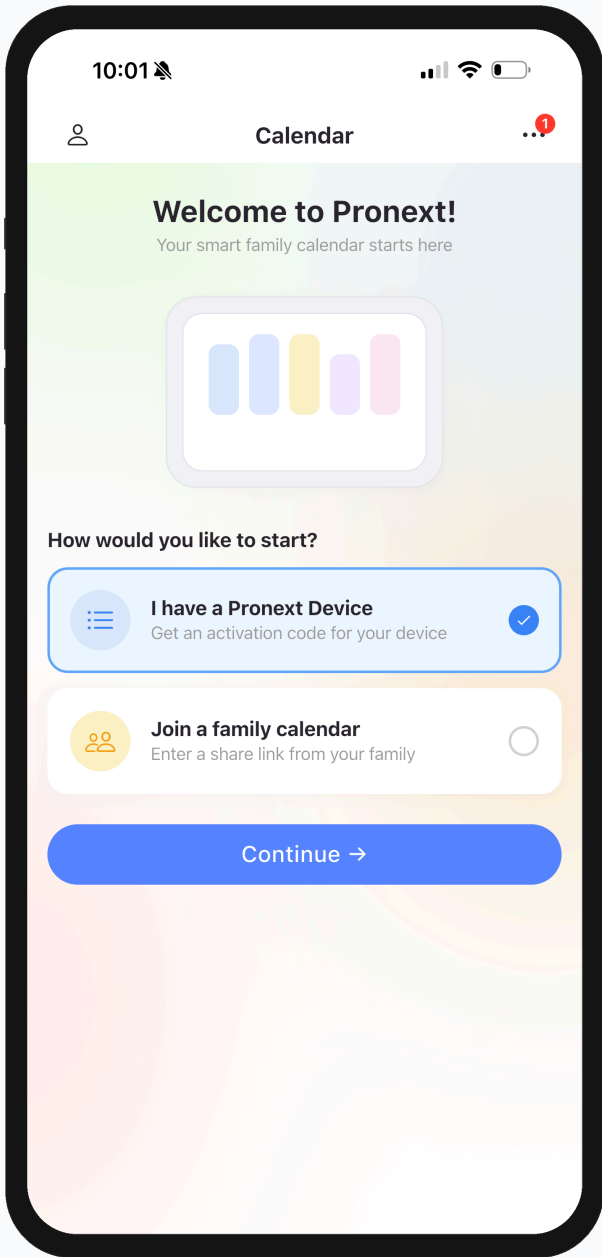 10:01
Calendar
1
Welcome to Pronext!
Your smart family calendar starts here
How would you like to start?
I have a Pronext Device
Get an activation code for your device
Join a family calendar
Enter a share link from your family
Continue →